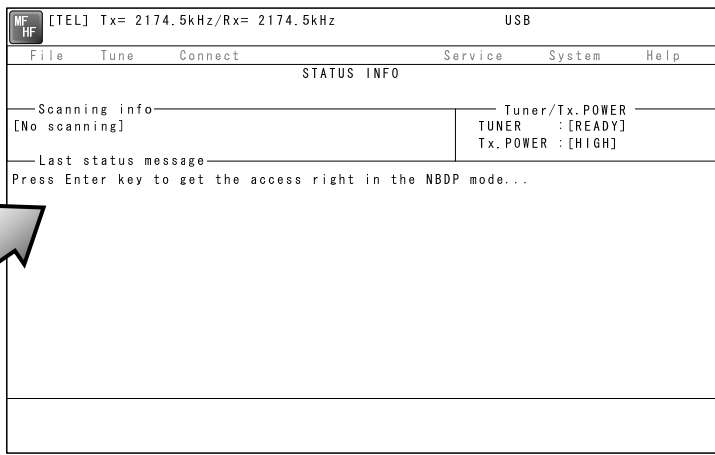 MF HF [TEL] Tx= 2174.5kHz/Rx= 2174.5kHz USB
File Tune Connect Service System Help
STATUS INFO
Scanning info Tuner/Tx.POWER
[No scanning] TUNER :[READY]
Tx.POWER :[HIGH]
Last status message
Press Enter key to get the access right in the NBDP mode...